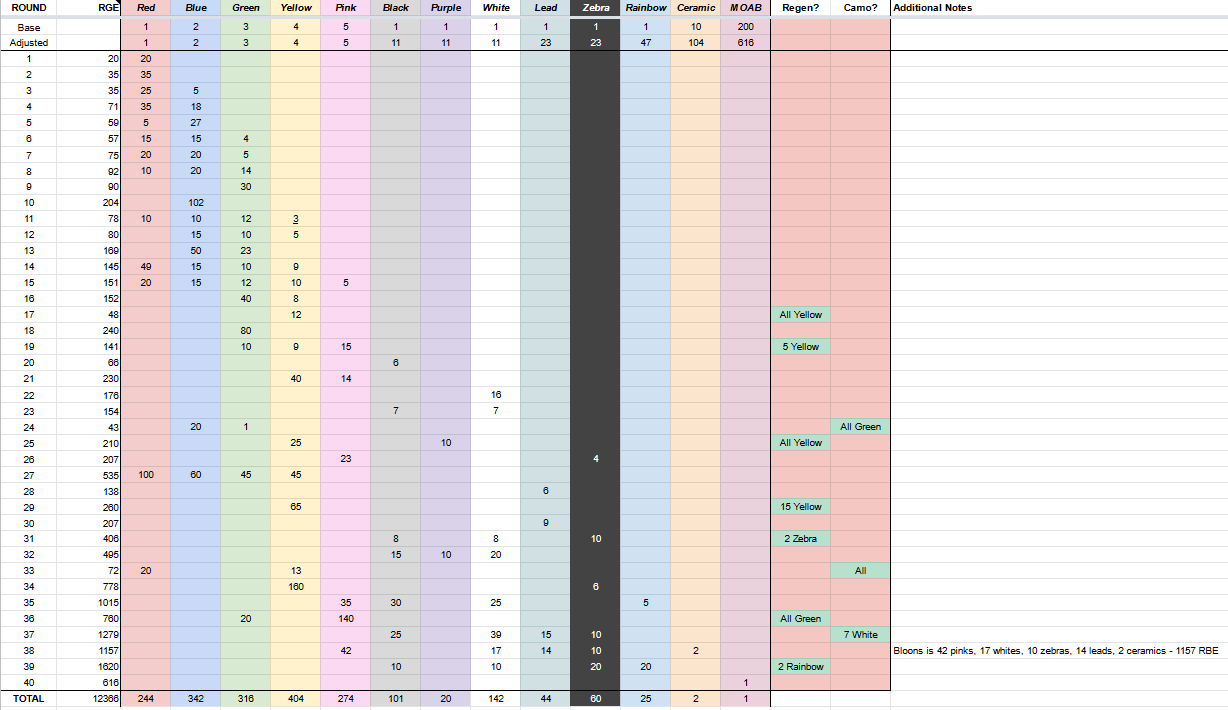 ROUND RGE Red Blue Green Yellow Pink Black Purple White Lead Zebra Rainbow Ceramic MOAB Regen? Camo? Additional Notes
Base 1 2 3 4 5 1 1 1 1 1 1 10 200
Adjusted 1 2 3 4 5 11 11 11 23 23 47 104 616
1 20 20
2 35 35
3 35 25 5
4 71 35 18
5 59 5 27
6 57 15 15 4
7 75 20 20 5
8 92 10 20 14
9 90 30
10 204 102
11 78 10 10 12 3
12 80 15 10 5
13 169 50 23
14 145 49 15 10 9
15 151 20 15 12 10 5
16 152 40 8
17 48 12 All Yellow
18 240 80
19 141 10 9 15 5 Yellow
20 66 6
21 230 40 14
22 176 16
23 154 7 7
24 43 20 1 All Green
25 210 25 10 All Yellow
26 207 23 4
27 535 100 60 45 45
28 138 6
29 260 65 15 Yellow
30 207 9
31 406 8 8 10 2 Zebra
32 495 15 10 20
33 72 20 13 All
34 778 160 6
35 1015 35 30 25 5
36 760 20 140 All Green
37 1279 25 39 15 10 7 White
38 1157 42 17 14 10 2 Bloons is 42 pinks, 17 whites, 10 zebras, 14 leads, 2 ceramics - 1157 RBE
39 1620 10 10 20 20 2 Rainbow
40 616 1
TOTAL 12366 244 342 316 404 274 101 20 142 44 60 25 2 1